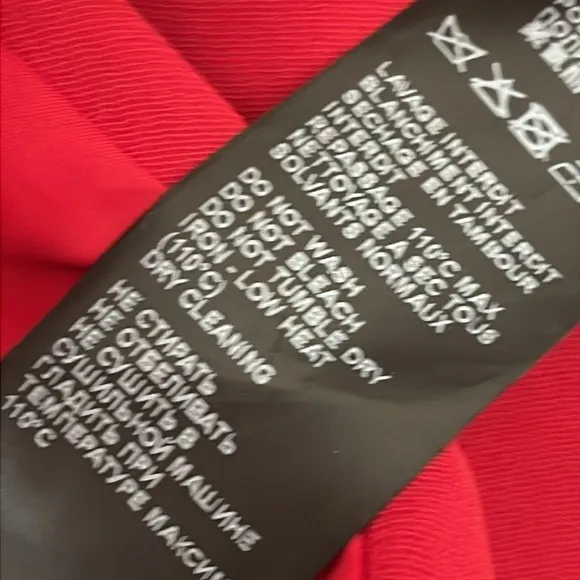 LAVAGE INTERDIT
BLANCHIMENT INTERDIT
SECHAGE EN TAMBOUR
INTERDIT
REPASSAGE 110°C MAX
NETTOYAGE A SEC TOUS
SOLVANTS NORMAUX
DO NOT WASH
DO NOT BLEACH
DO NOT TUMBLE DRY
IRON - LOW HEAT
(110°C)
DRY CLEANING
НЕ СТИРАТЬ
НЕ ОТБЕЛИВАТЬ
НЕ СУШИТЬ В
СУШИЛЬНОЙ МАШИНЕ
ГЛАДИТЬ ПРИ
ТЕМПЕРАТУРЕ МАКСИМ
110°C